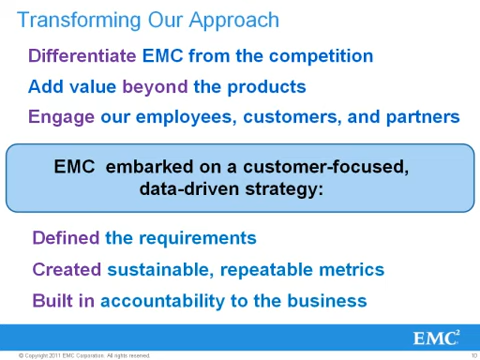 Transforming Our Approach
Differentiate EMC from the competition
Add value beyond the products
Engage our employees, customers, and partners
EMC embarked on a customer-focused,
data-driven strategy:
Defined the requirements
Created sustainable, repeatable metrics
Built in accountability to the business
EMC²
© Copyright 2011 EMC Corporation. All rights reserved.
10